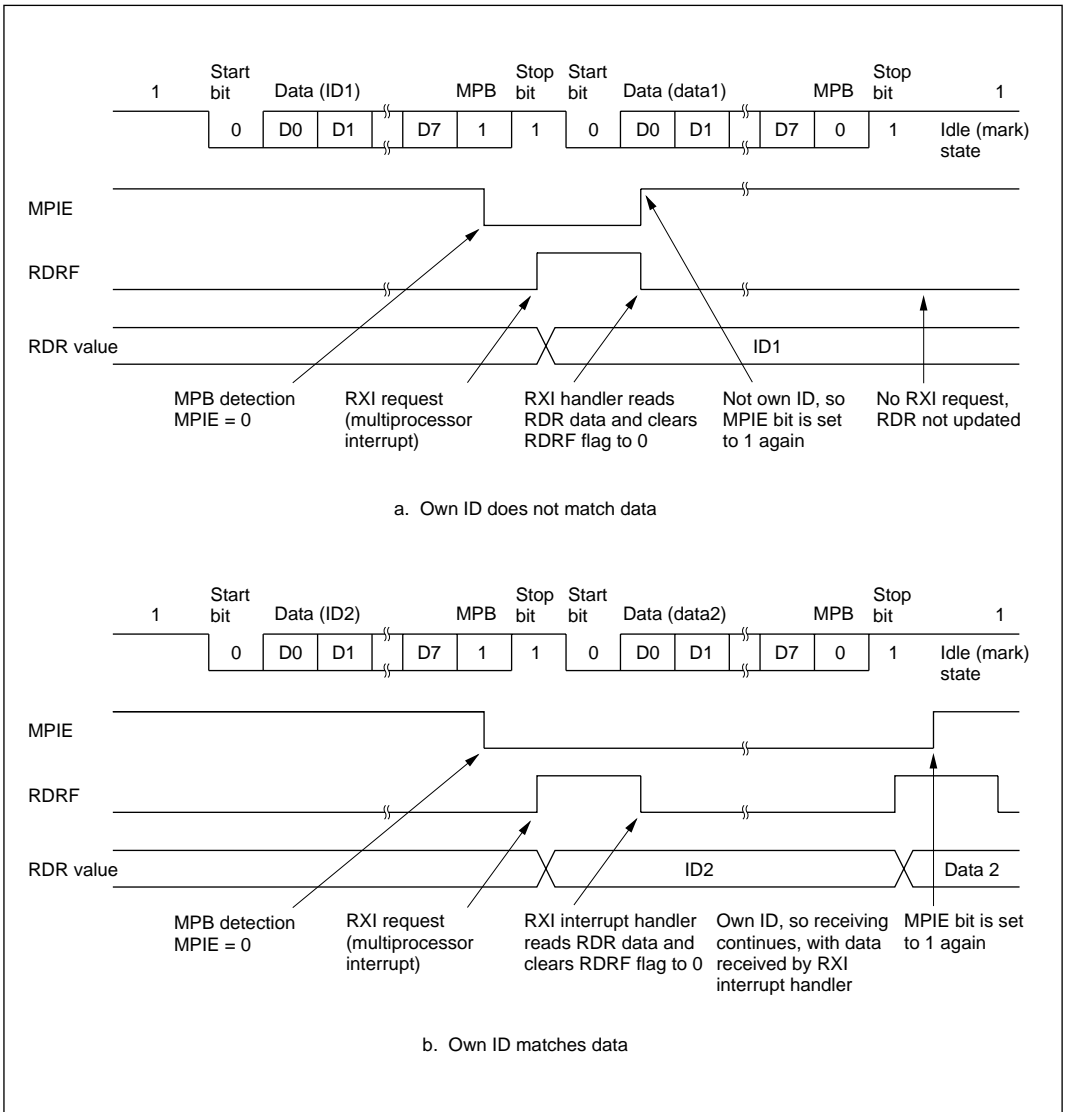 Start Stop Start Stop
1 bit Data (ID1) MPB bit bit Data (data1) MPB bit 1
0 D0 D1 D7 1 1 0 D0 D1 D7 0 1 Idle (mark)
state
MPIE
RDRF
RDR value ID1
MPB detection RXI request RXI handler reads Not own ID, so No RXI request,
MPIE = 0 (multiprocessor RDR data and clears MPIE bit is set RDR not updated
interrupt) RDRF flag to 0 to 1 again
a. Own ID does not match data
Start Stop Start Stop
1 bit Data (ID2) MPB bit bit Data (data2) MPB bit 1
0 D0 D1 D7 1 1 0 D0 D1 D7 0 1 Idle (mark)
state
MPIE
RDRF
RDR value ID2 Data 2
MPB detection RXI request RXI interrupt handler Own ID, so receiving MPIE bit is set
MPIE = 0 (multiprocessor reads RDR data and continues, with data to 1 again
interrupt) clears RDRF flag to 0 received by RXI
interrupt handler
b. Own ID matches data